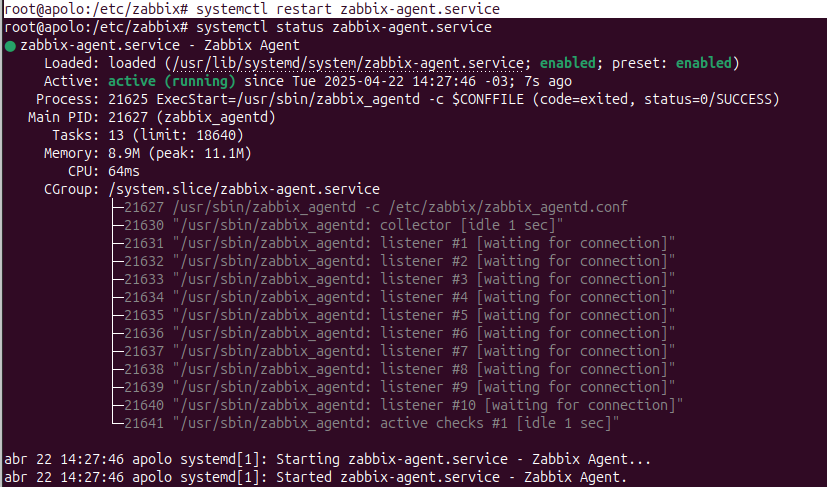 root@apolo:/etc/zabbix# systemctl restart zabbix-agent.service
root@apolo:/etc/zabbix# systemctl status zabbix-agent.service
● zabbix-agent.service - Zabbix Agent
Loaded: loaded (/usr/lib/systemd/system/zabbix-agent.service; enabled; preset: enabled)
Active: active (running) since Tue 2025-04-22 14:27:46 -03; 7s ago
Process: 21625 ExecStart=/usr/sbin/zabbix_agentd -c $CONFFILE (code=exited, status=0/SUCCESS)
Main PID: 21627 (zabbix_agentd)
Tasks: 13 (limit: 18640)
Memory: 8.9M (peak: 11.1M)
CPU: 64ms
CGroup: /system.slice/zabbix-agent.service
├─21627 /usr/sbin/zabbix_agentd -c /etc/zabbix/zabbix_agentd.conf
├─21630 "/usr/sbin/zabbix_agentd: collector [idle 1 sec]"
├─21631 "/usr/sbin/zabbix_agentd: listener #1 [waiting for connection]"
├─21632 "/usr/sbin/zabbix_agentd: listener #2 [waiting for connection]"
├─21633 "/usr/sbin/zabbix_agentd: listener #3 [waiting for connection]"
├─21634 "/usr/sbin/zabbix_agentd: listener #4 [waiting for connection]"
├─21635 "/usr/sbin/zabbix_agentd: listener #5 [waiting for connection]"
├─21636 "/usr/sbin/zabbix_agentd: listener #6 [waiting for connection]"
├─21637 "/usr/sbin/zabbix_agentd: listener #7 [waiting for connection]"
├─21638 "/usr/sbin/zabbix_agentd: listener #8 [waiting for connection]"
├─21639 "/usr/sbin/zabbix_agentd: listener #9 [waiting for connection]"
├─21640 "/usr/sbin/zabbix_agentd: listener #10 [waiting for connection]"
└─21641 "/usr/sbin/zabbix_agentd: active checks #1 [idle 1 sec]"
abr 22 14:27:46 apolo systemd[1]: Starting zabbix-agent.service - Zabbix Agent...
abr 22 14:27:46 apolo systemd[1]: Started zabbix-agent.service - Zabbix Agent.